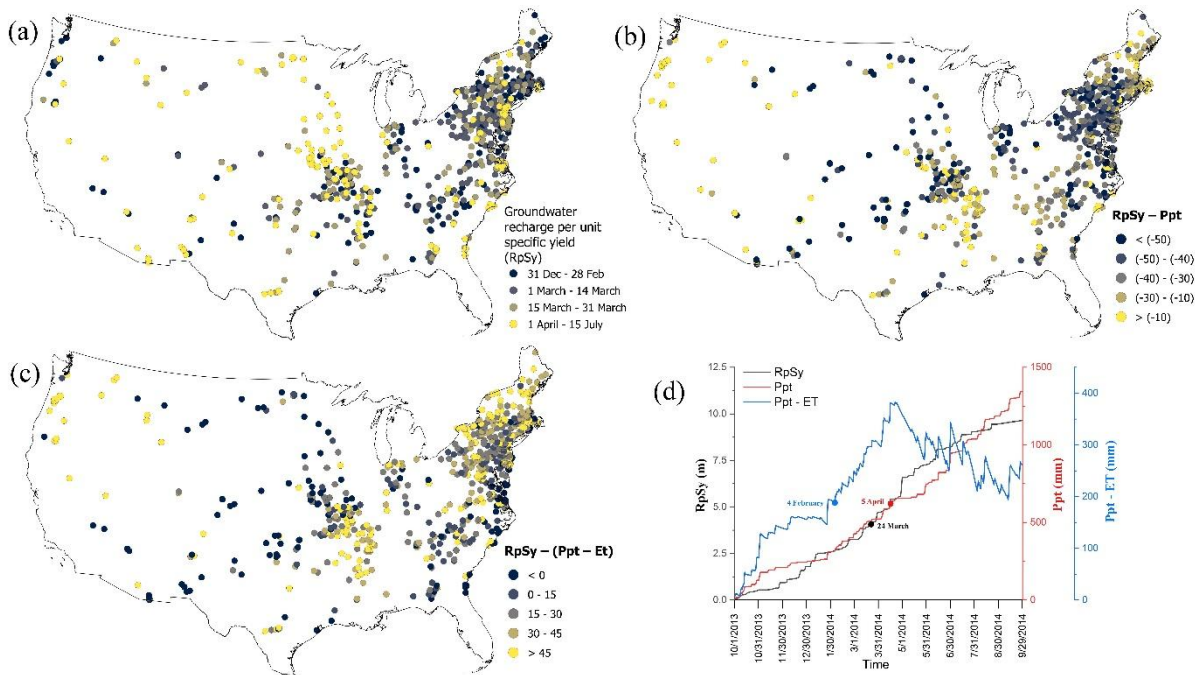 (a)
Groundwater
recharge per unit
specific yield
(RpSy)
31 Dec - 28 Feb
1 March - 14 March
15 March - 31 March
1 April - 15 July
(b)
RpSy – Ppt
< (-50)
(-50) - (-40)
(-40) - (-30)
(-30) - (-10)
> (-10)
(c)
RpSy – (Ppt – Et)
< 0
0 - 15
15 - 30
30 - 45
> 45
(d)
RpSy
Ppt
Ppt - ET
RpSy (m)
12.5
10.0
7.5
5.0
2.5
0.0
4 February
5 April
24 March
1500
1000
500
0
Ppt (mm)
400
300
200
100
0
Ppt - ET (mm)
10/1/2013
10/31/2013
11/30/2013
12/30/2013
1/30/2014
3/1/2014
3/31/2014
5/1/2014
5/31/2014
6/30/2014
7/31/2014
8/30/2014
9/29/2014
Time